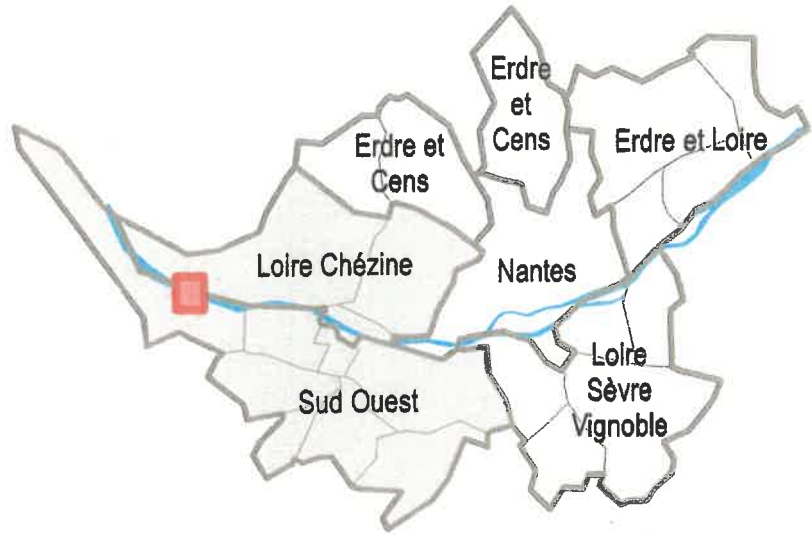 Erdre
et
Cens
Erdre et
Cens
Erdre et Loire
Loire Chézine
Nantes
Loire
Sèvre
Vignoble
Sud Ouest